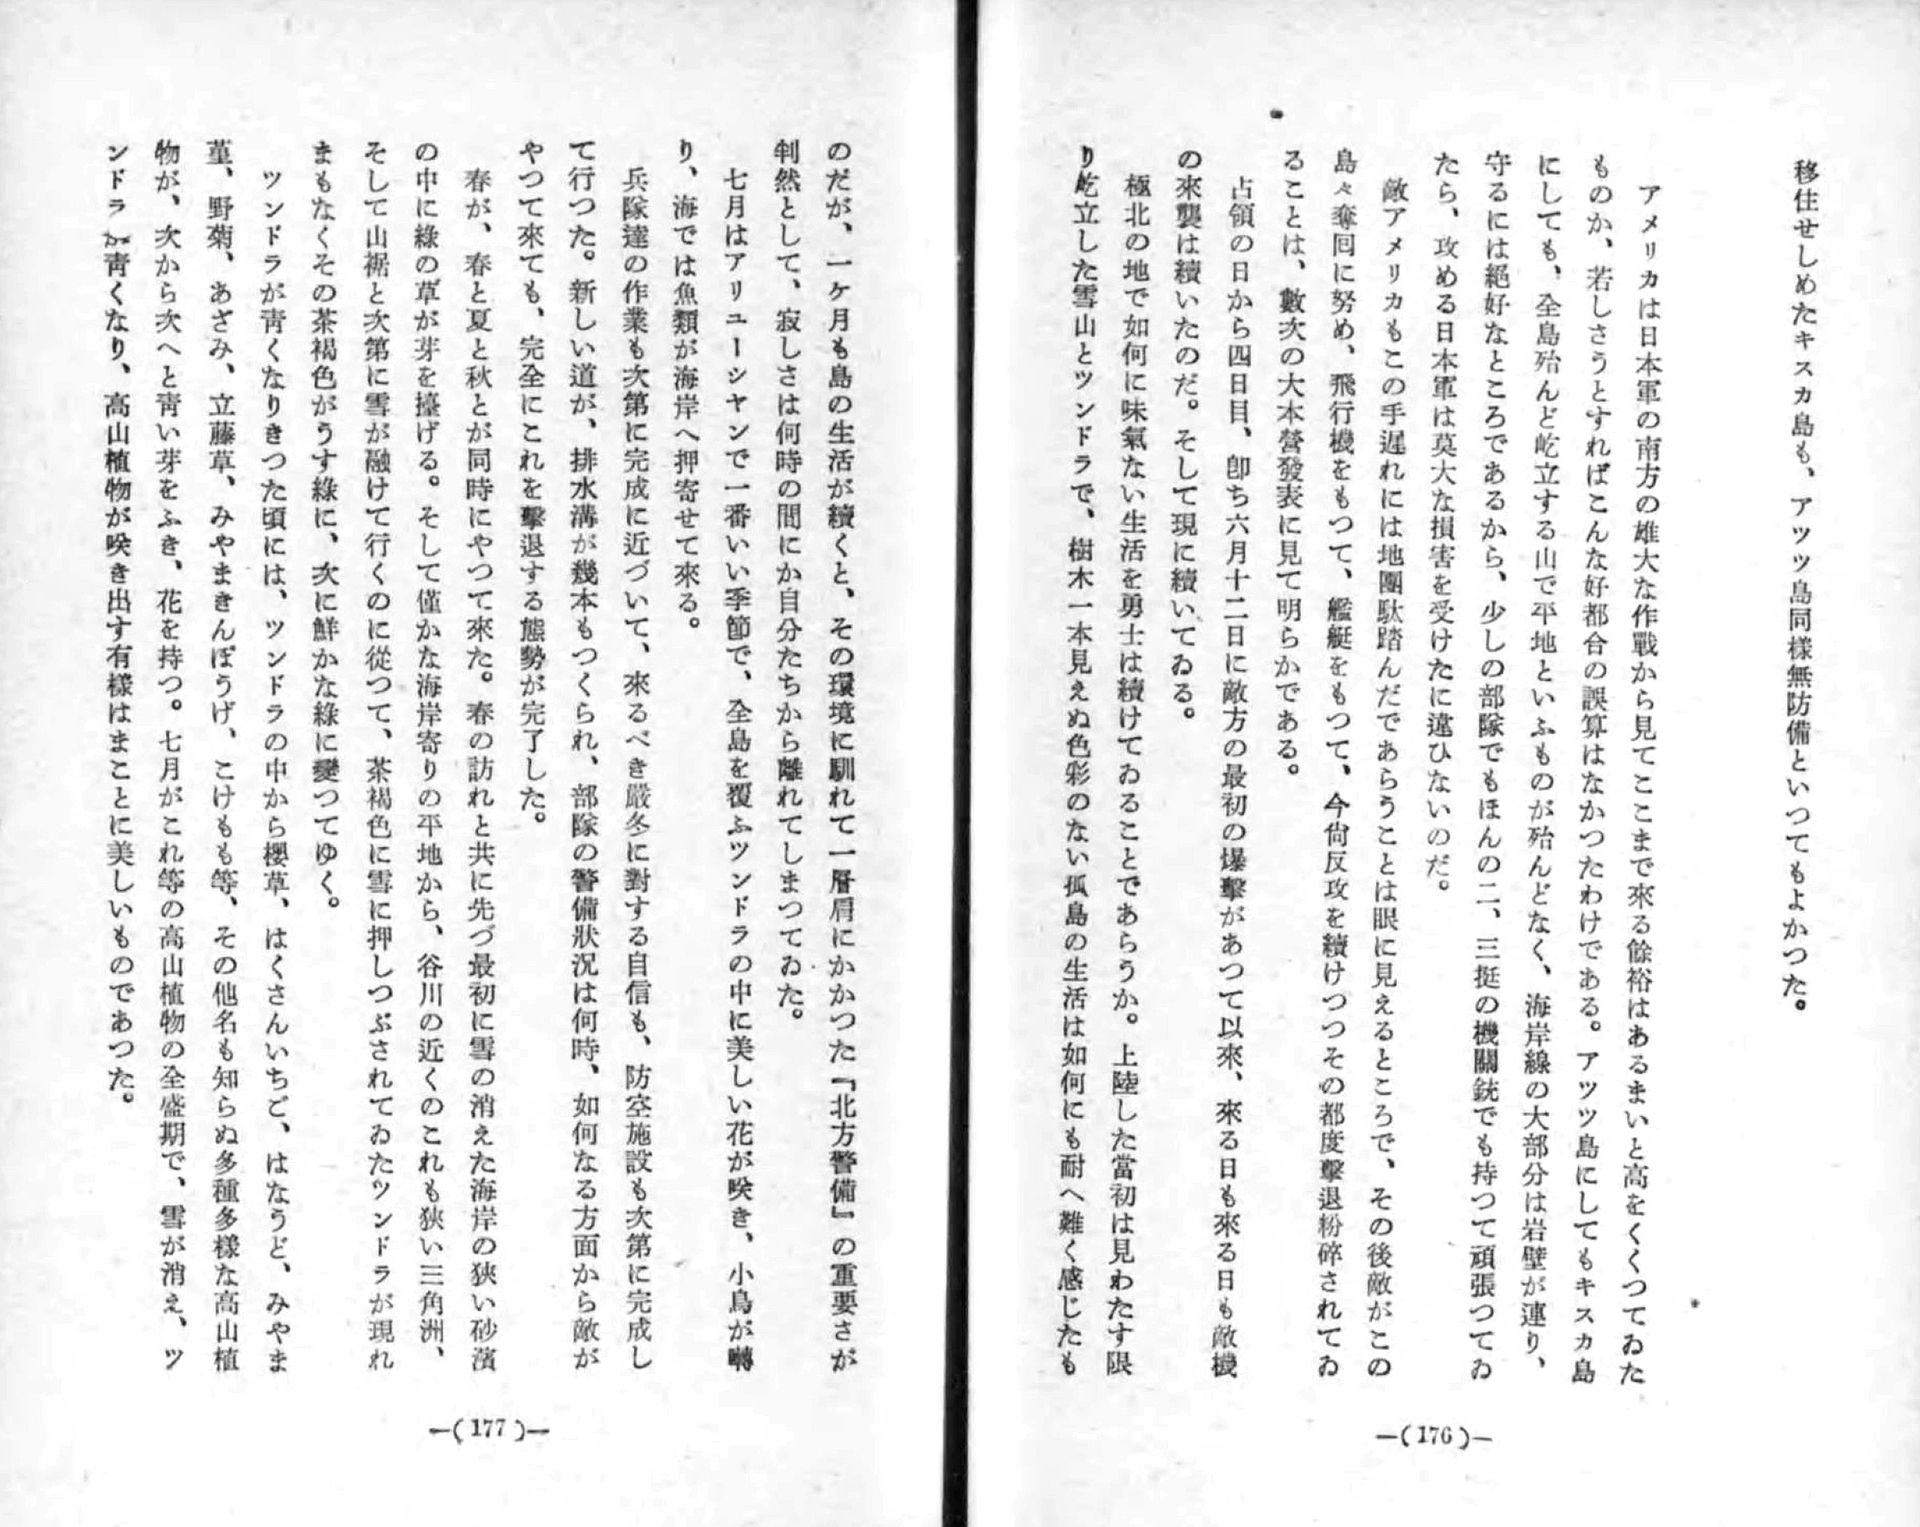 移住せしめたキスカ島も、アツツ島同様無防備といつてもよかつた。
アメリカは日本軍の南方の雄大な作戰から見てここまで來る餘裕はあるまいと高をくくつてゐた
ものか、若しさうとすればこんな好都合の誤算はなかつたわけである。アツツ島にしてもキスカ島
にしても、全島殆んど屹立する山で平地といふものが殆んどなく、海岸線の大部分は岩壁が連り、
守るには絕好なところであるから、少しの部隊でもほんの二、三挺の機關銃でも持つて頑張つてゐ
たら、攻める日本軍は莫大な損害を受けたに違ひないのだ。
敵アメリカもこの手遲れには地團駄踏んだであらうことは眼に見えるところで、その後敵がこの
島々奪回に努め、飛行機をもつて、艦艇をもつて、今尙反攻を續けつつその都度擊退粉碎されてゐ
ることは、數次の大本營發表に見て明らかである。
占領の日から四日目、卽ち六月十二日に敵方の最初の爆擊があつて以來、來る日も來る日も敵機
の來襲は續いたのだ。そして現に續いてゐる。
極北の地で如何に味氣ない生活を勇士は續けてゐることであらうか。上陸した當初は見わたす限
り屹立した雪山とツンドラで、樹木一本見えぬ色彩のない孤島の生活は如何にも耐へ難く感じたも
—(176)—
のだが、一ケ月も島の生活が續くと、その環境に馴れて一層肩にかかつた『北方警備』の重要さが
判然として、寂しさは何時の間にか自分たちから離れてしまつてゐた。
七月はアリユーシヤンで一番いい季節で、全島を覆ふツンドラの中に美しい花が咲き、小鳥が囀
り、海では魚類が海岸へ押寄せて來る。
兵隊達の作業も次第に完成に近づいて、來るべき嚴冬に對する自信も、防空施設も次第に完成し
て行つた。新しい道が、排水溝が幾本もつくられ、部隊の警備狀況は何時、如何なる方面から敵が
やつて來ても、完全にこれを擊退する態勢が完了した。
春が、春と夏と秋とが同時にやつて來た。春の訪れと共に先づ最初に雪の消えた海岸の狹い砂濱
の中に綠の草が芽を擡げる。そして僅かな海岸寄りの平地から、谷川の近くのこれも狹い三角洲、
そして山裾と次第に雪が融けて行くのに從つて、茶褐色に雪に押しつぶされてゐたツンドラが現れ
まもなくその茶褐色がうす綠に、次に鮮かな綠に變つてゆく。
ツンドラが靑くなりきつた頃には、ツンドラの中から櫻草、はくさんいちご、はなうど、みやま
菫、野菊、あざみ、立藤草、みやまきんぽうげ、こけもも等、その他名も知らぬ多種多樣な高山植
物が、次から次へと靑い芽をふき、花を持つ。七月がこれ等の高山植物の全盛期で、雪が消え、ツ
ンドラが靑くなり、高山植物が咲き出す有樣はまことに美しいものであつた。
—(177)—